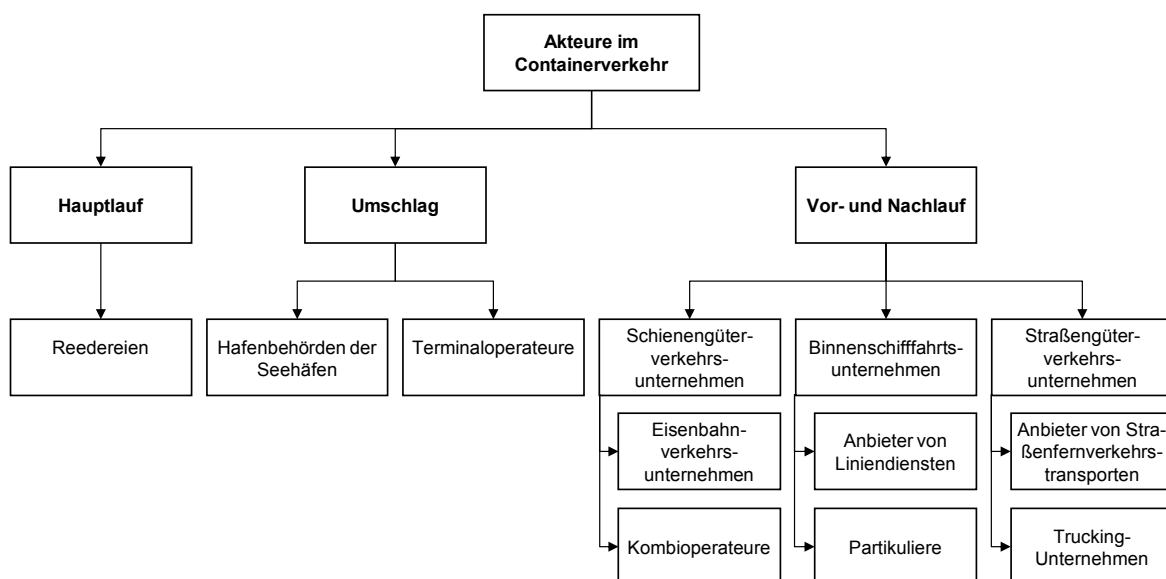 Akteure im
Containerverkehr
Hauptlauf
Umschlag
Vor- und Nachlauf
Reedereien
Hafenbehörden der
Seehäfen
Terminaloperateure
Schienengüter-
verkehrs-
unternehmen
Binnenschifffahrts-
unternehmen
Straßengüter-
verkehrs-
unternehmen
Eisenbahn-
verkehrs-
unternehmen
Anbieter von
Liniendiensten
Anbieter von Stra-
ßenfernverkehrs-
transporten
Kombioperateure
Partikuliere
Trucking-
Unternehmen